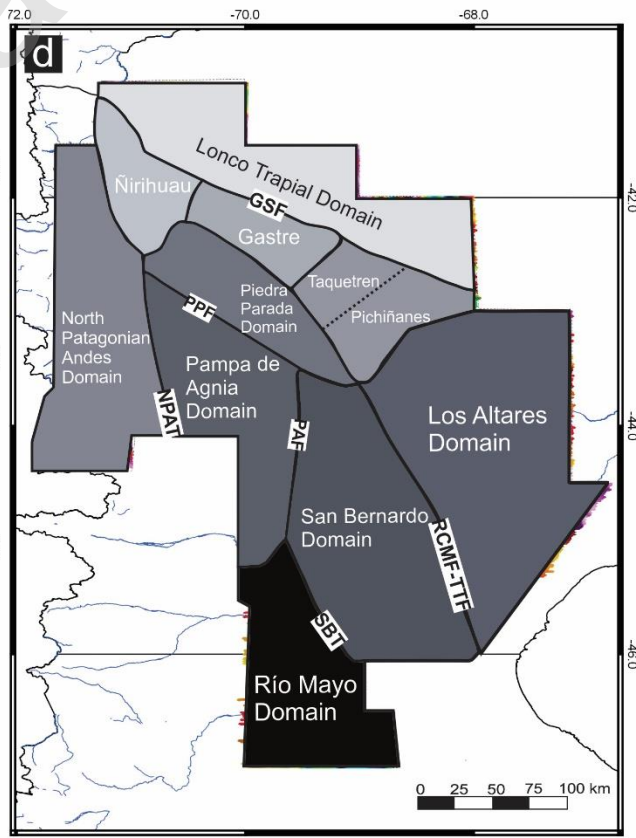 72.0
-70.0
-68.0
d
Lonco Trapial Domain
Ñirihuau
GSF
-42.0
Gastre
Taquetren
Piedra
Parada
Domain
Pichiñanes
PPF
North
Patagonian
Andes
Domain
Pampa de
Agnia
Domain
NPAT
PAF
Los Altares
Domain
-44.0
San Bernardo
Domain
RCMF-TTF
SBT
-46.0
Río Mayo
Domain
0 25 50 75 100 km